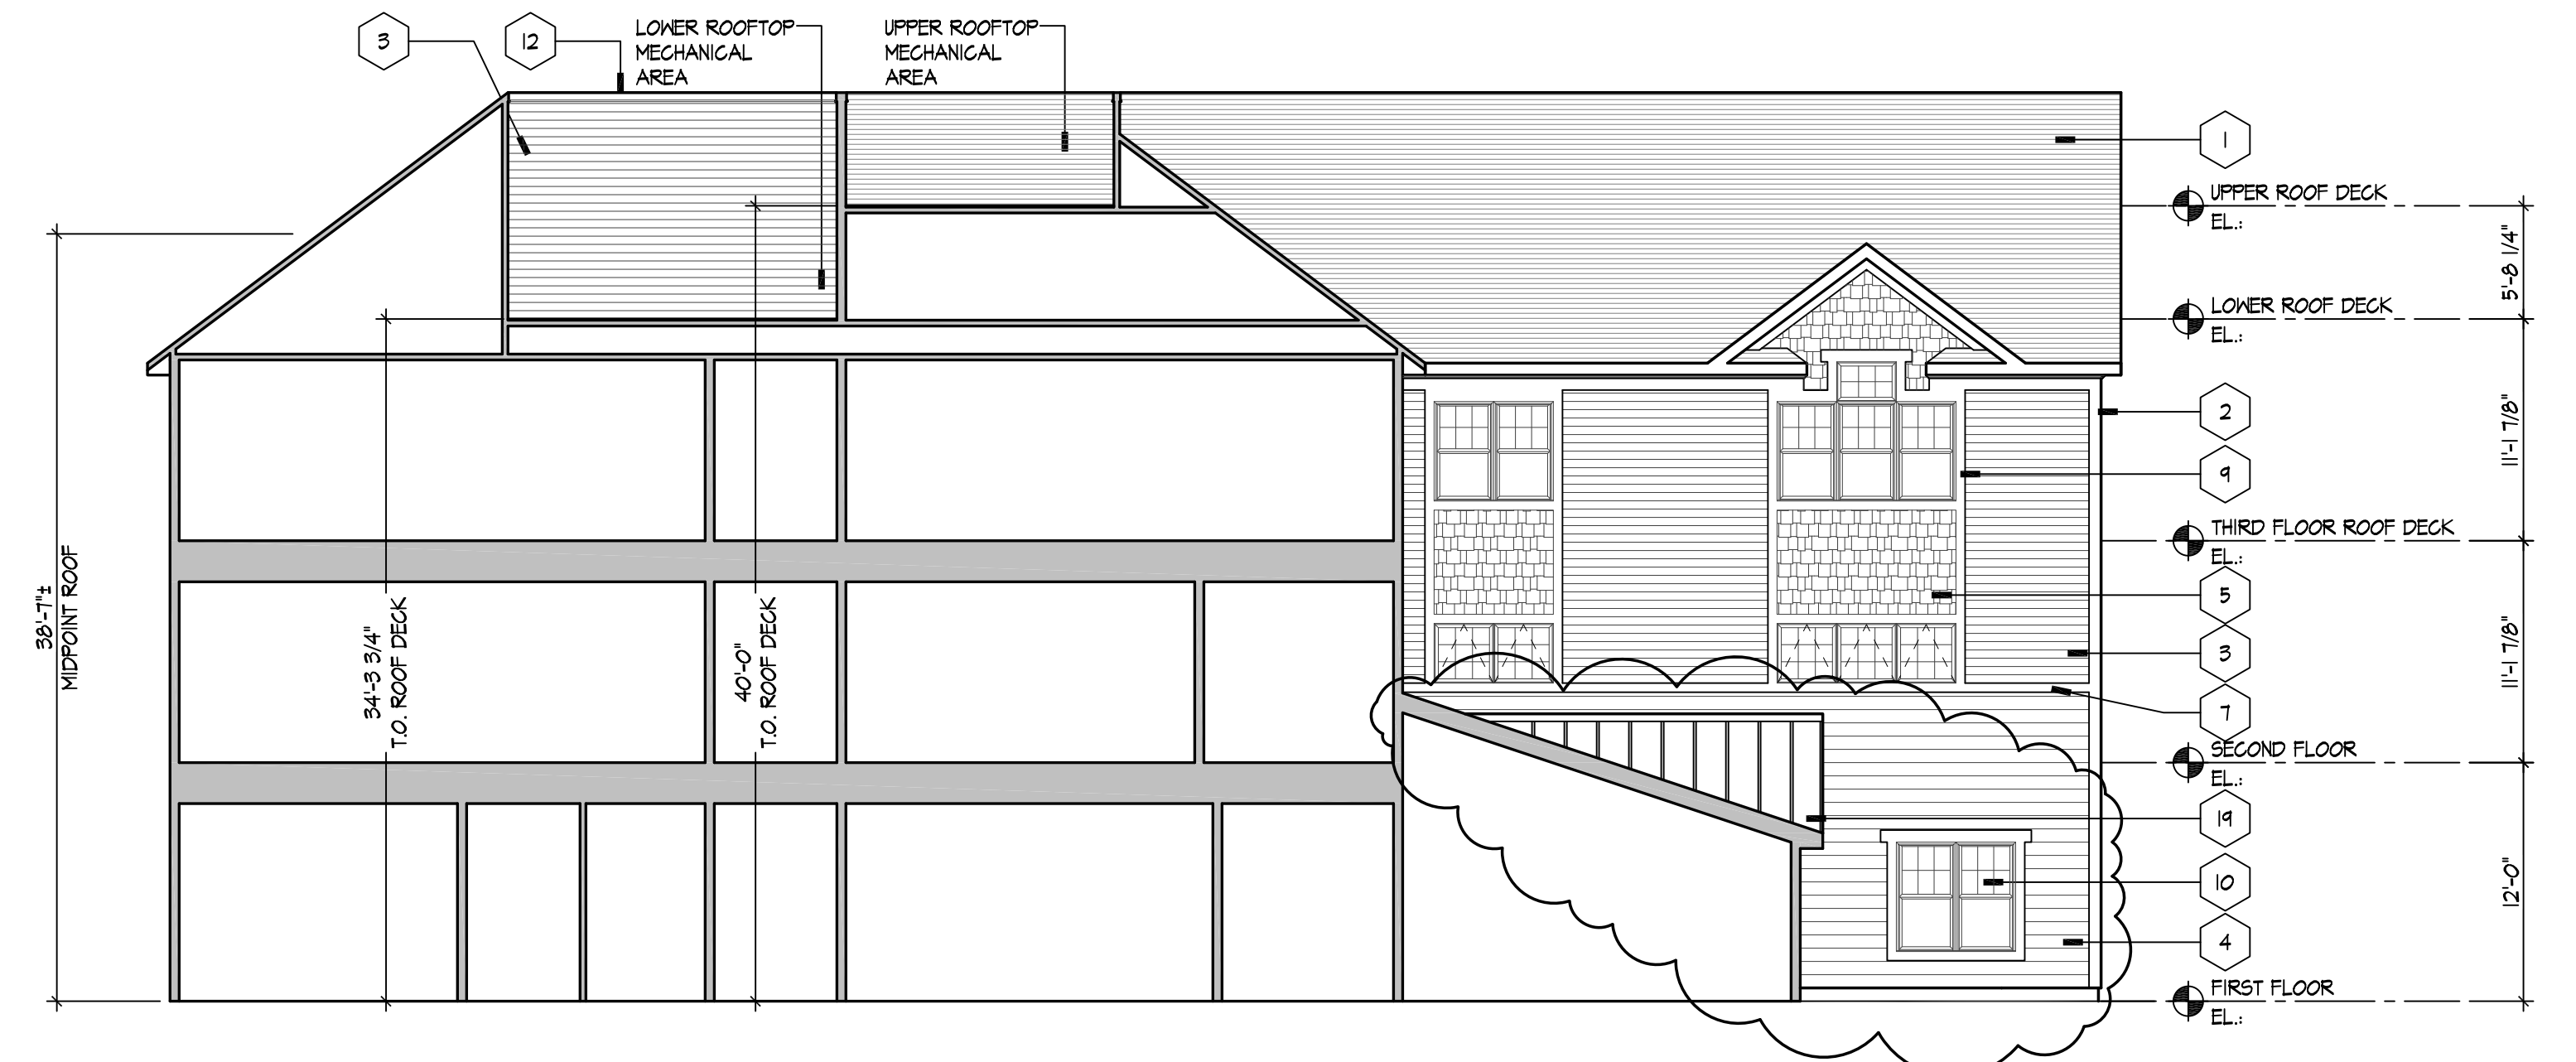 3
12
LOWER ROOFTOP
MECHANICAL
AREA
UPPER ROOFTOP
MECHANICAL
AREA
1
UPPER ROOF DECK
EL.:
5'-8 1/4"
LOWER ROOF DECK
EL.:
2
11'-1 7/8"
9
THIRD FLOOR ROOF DECK
EL.:
5
3
11'-1 7/8"
7
SECOND FLOOR
EL.:
19
10
12'-0"
4
FIRST FLOOR
EL.:
38'-7"±
MIDPOINT ROOF
34'-3 3/4"
T.O. ROOF DECK
40'-0"
T.O. ROOF DECK